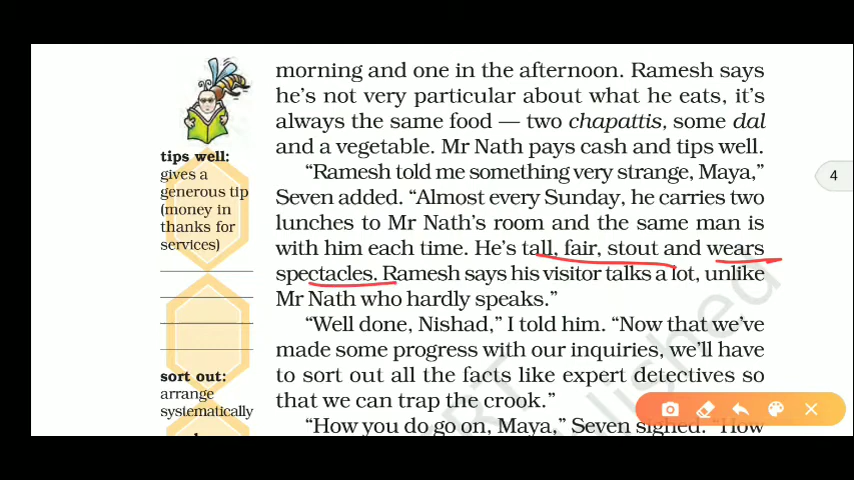 morning and one in the afternoon. Ramesh says
he's not very particular about what he eats, it's
always the same food — two chapattis, some dal
and a vegetable. Mr Nath pays cash and tips well.
"Ramesh told me something very strange, Maya,"
Seven added. "Almost every Sunday, he carries two
lunches to Mr Nath's room and the same man is
with him each time. He's tall, fair, stout and wears
spectacles. Ramesh says his visitor talks a lot, unlike
Mr Nath who hardly speaks."
"Well done, Nishad," I told him. "Now that we've
made some progress with our inquiries, we'll have
to sort out all the facts like expert detectives so
that we can trap the crook."
"How you do go on, Maya," Seven sighed. "How
tips well:
gives a
generous tip
(money in
thanks for
services)
sort out:
arrange
systematically
4